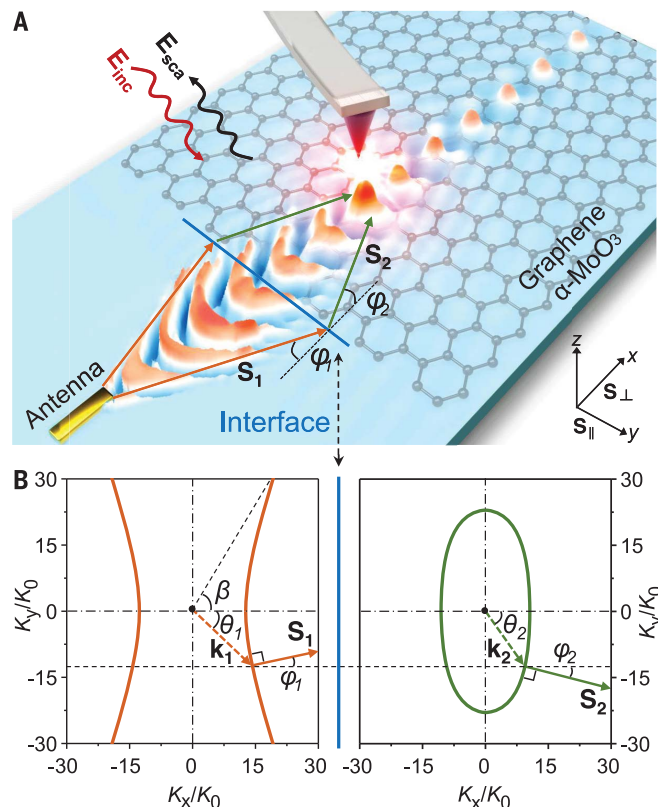 A
E_inc
E_sca
S_2
φ_2
φ_1
S_1
Antenna
Interface
Graphene
α-MoO_3
z
x
S_⊥
S_∥
y
B
30
15
0
-15
-30
K_y/K_0
β
θ_1
k_1
S_1
φ_1
-30 -15 0 15 30
K_x/K_0
θ_2
k_2
φ_2
S_2
30
15
0
-15
-30
K_y/K_0
-30 -15 0 15 30
K_x/K_0